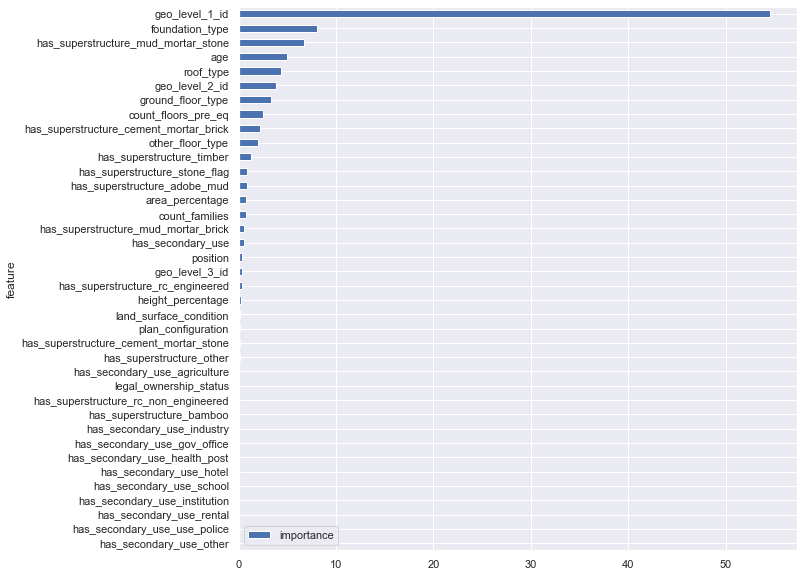 geo_level_1_id
foundation_type
has_superstructure_mud_mortar_stone
age
roof_type
geo_level_2_id
ground_floor_type
count_floors_pre_eq
has_superstructure_cement_mortar_brick
other_floor_type
has_superstructure_timber
has_superstructure_stone_flag
has_superstructure_adobe_mud
area_percentage
count_families
has_superstructure_mud_mortar_brick
has_secondary_use
position
geo_level_3_id
has_superstructure_rc_engineered
height_percentage
land_surface_condition
plan_configuration
has_superstructure_cement_mortar_stone
has_superstructure_other
has_secondary_use_agriculture
legal_ownership_status
has_superstructure_rc_non_engineered
has_superstructure_bamboo
has_secondary_use_industry
has_secondary_use_gov_office
has_secondary_use_health_post
has_secondary_use_hotel
has_secondary_use_school
has_secondary_use_institution
has_secondary_use_rental
has_secondary_use_use_police
has_secondary_use_other
feature
importance
0 10 20 30 40 50